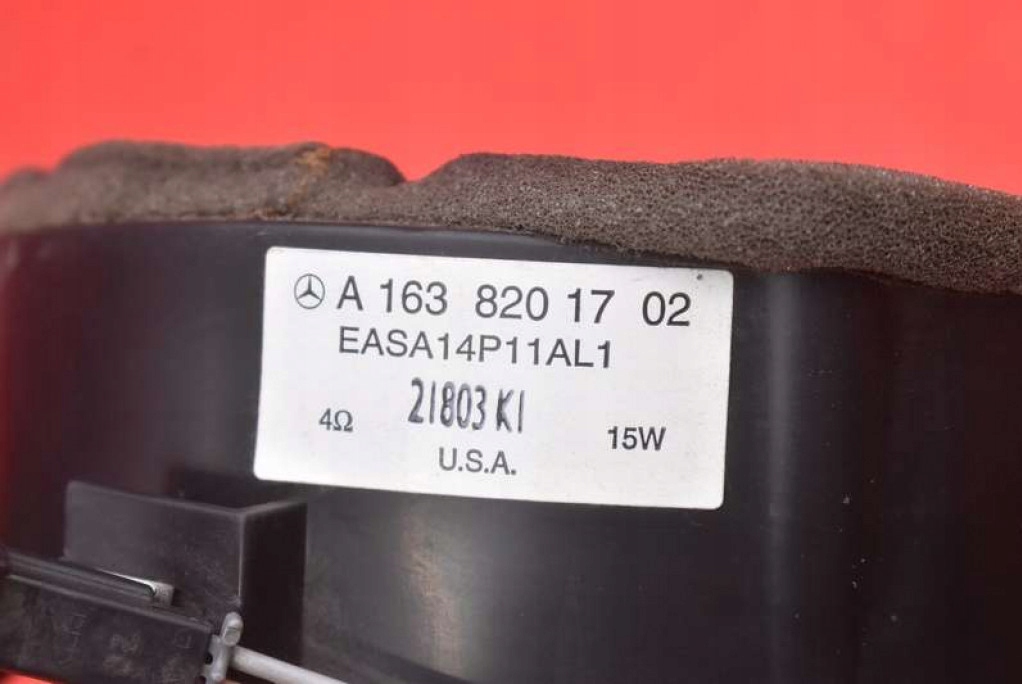 A 163 820 17 02
EASA14P11AL1
21803 K1
4Ω 15W
U.S.A.